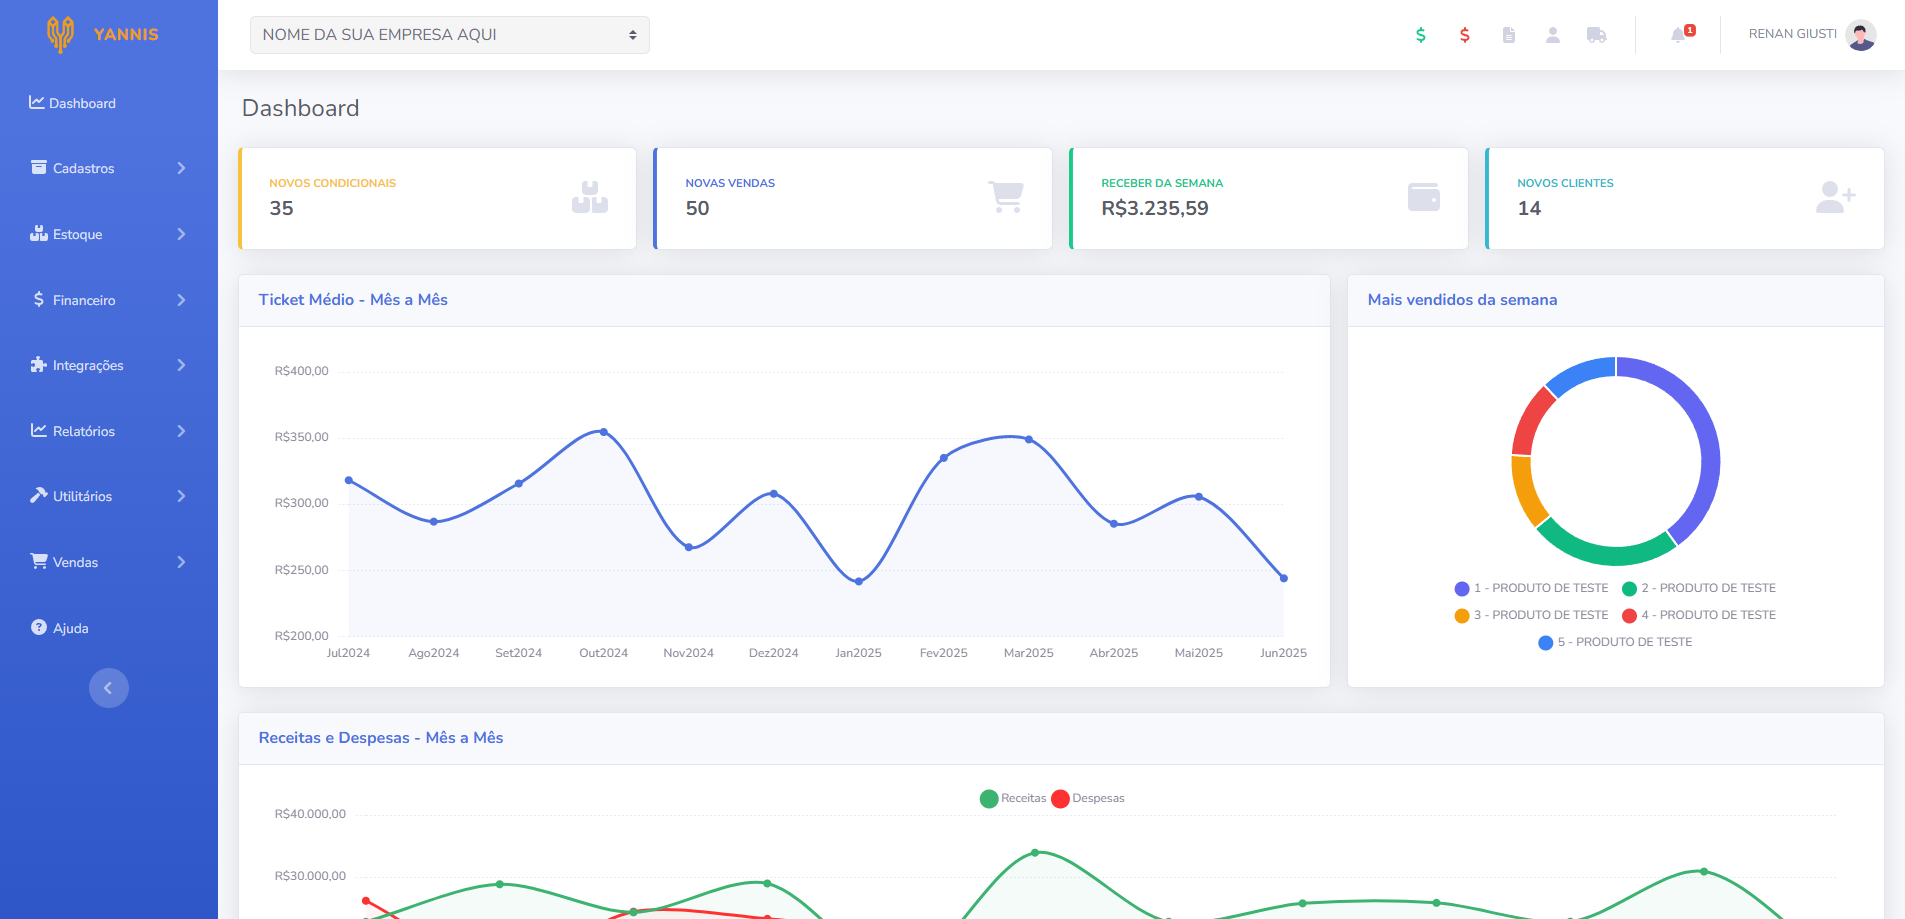 YANNIS
NOME DA SUA EMPRESA AQUI
1
RENAN GIUSTI
Dashboard
Cadastros
Estoque
Financeiro
Integrações
Relatórios
Utilitários
Vendas
Ajuda
Dashboard
NOVOS CONDICIONAIS
35
NOVAS VENDAS
50
RECEBER DA SEMANA
R$3.235,59
NOVOS CLIENTES
14
Ticket Médio - Mês a Mês
R$400,00
R$350,00
R$300,00
R$250,00
R$200,00
Jul2024 Ago2024 Set2024 Out2024 Nov2024 Dez2024 Jan2025 Fev2025 Mar2025 Abr2025 Mai2025 Jun2025
Mais vendidos da semana
1 - PRODUTO DE TESTE 2 - PRODUTO DE TESTE
3 - PRODUTO DE TESTE 4 - PRODUTO DE TESTE
5 - PRODUTO DE TESTE
Receitas e Despesas - Mês a Mês
Receitas Despesas
R$40.000,00
R$30.000,00